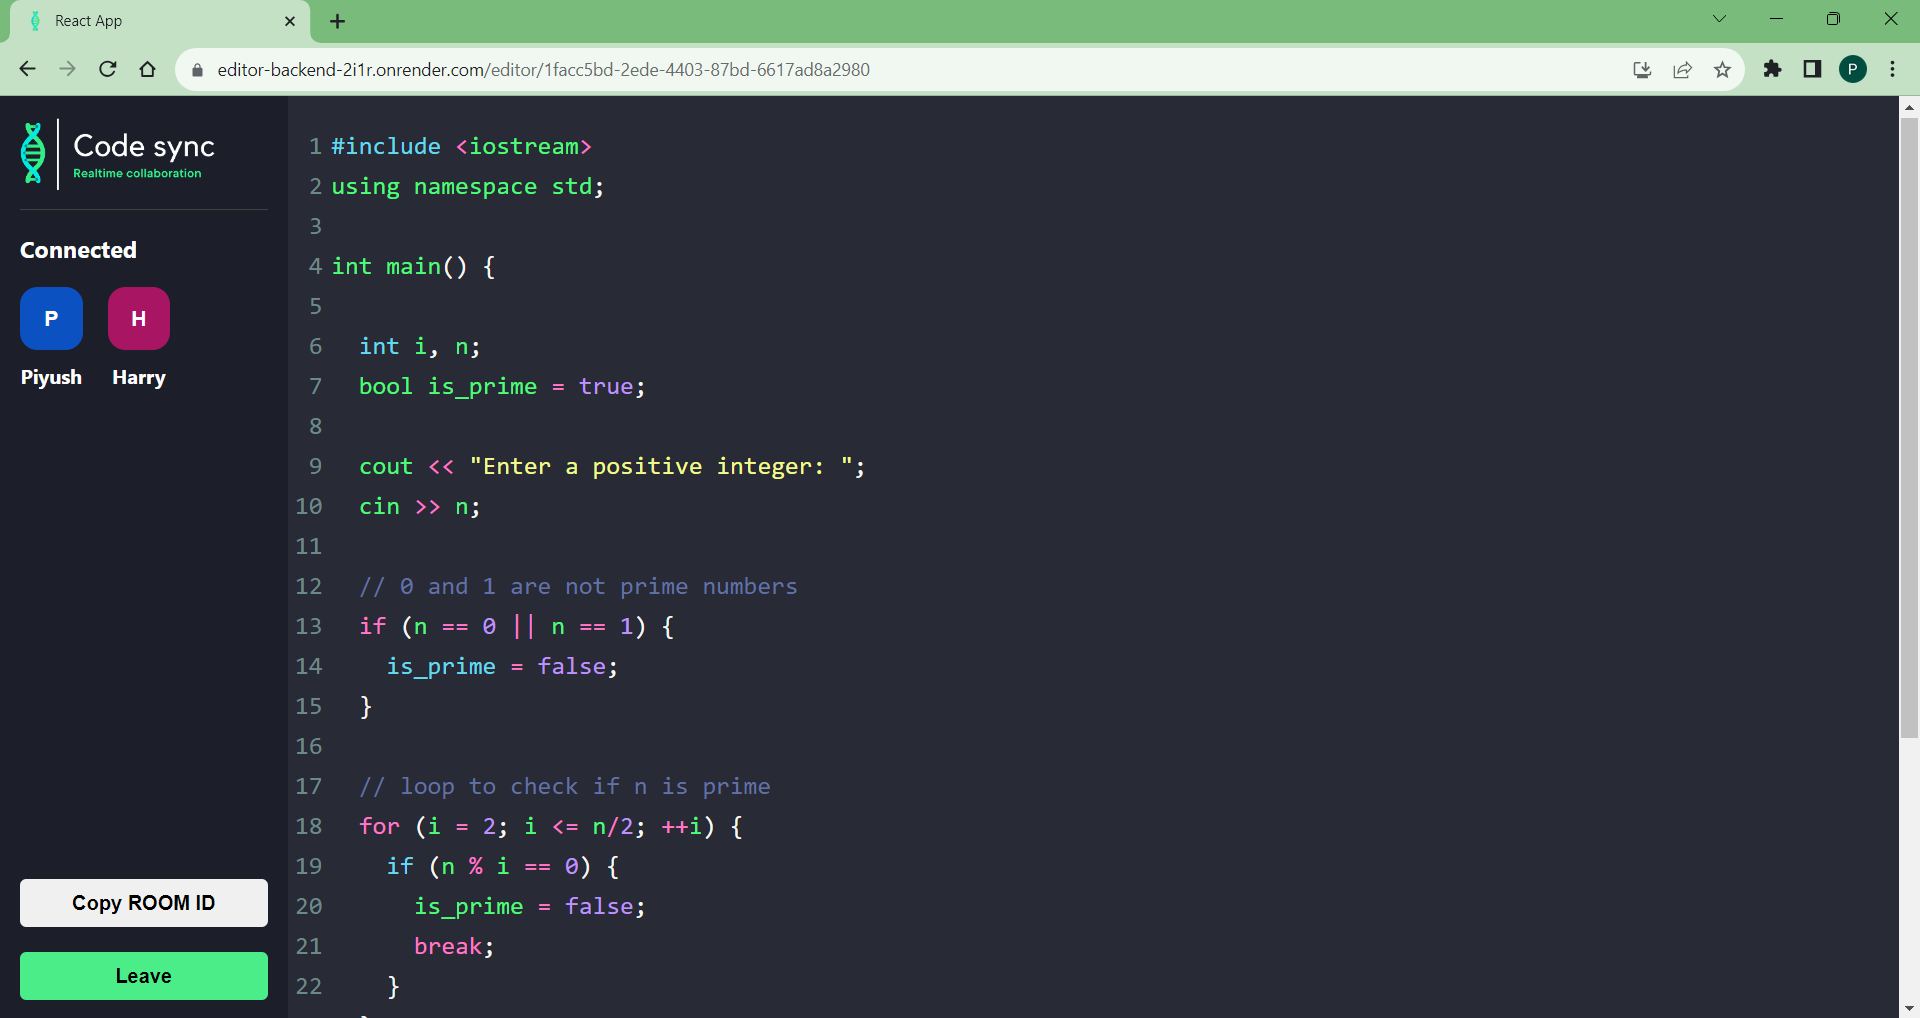 React App
editor-backend-2i1r.onrender.com/editor/1facc5bd-2ede-4403-87bd-6617ad8a2980
P
Code sync
Realtime collaboration
Connected
P H
Piyush Harry
Copy ROOM ID
Leave
1 #include <iostream>
2 using namespace std;
3
4 int main() {
5
6   int i, n;
7   bool is_prime = true;
8
9   cout << "Enter a positive integer: ";
10   cin >> n;
11
12   // 0 and 1 are not prime numbers
13   if (n == 0 || n == 1) {
14     is_prime = false;
15   }
16
17   // loop to check if n is prime
18   for (i = 2; i <= n/2; ++i) {
19     if (n % i == 0) {
20       is_prime = false;
21       break;
22     }